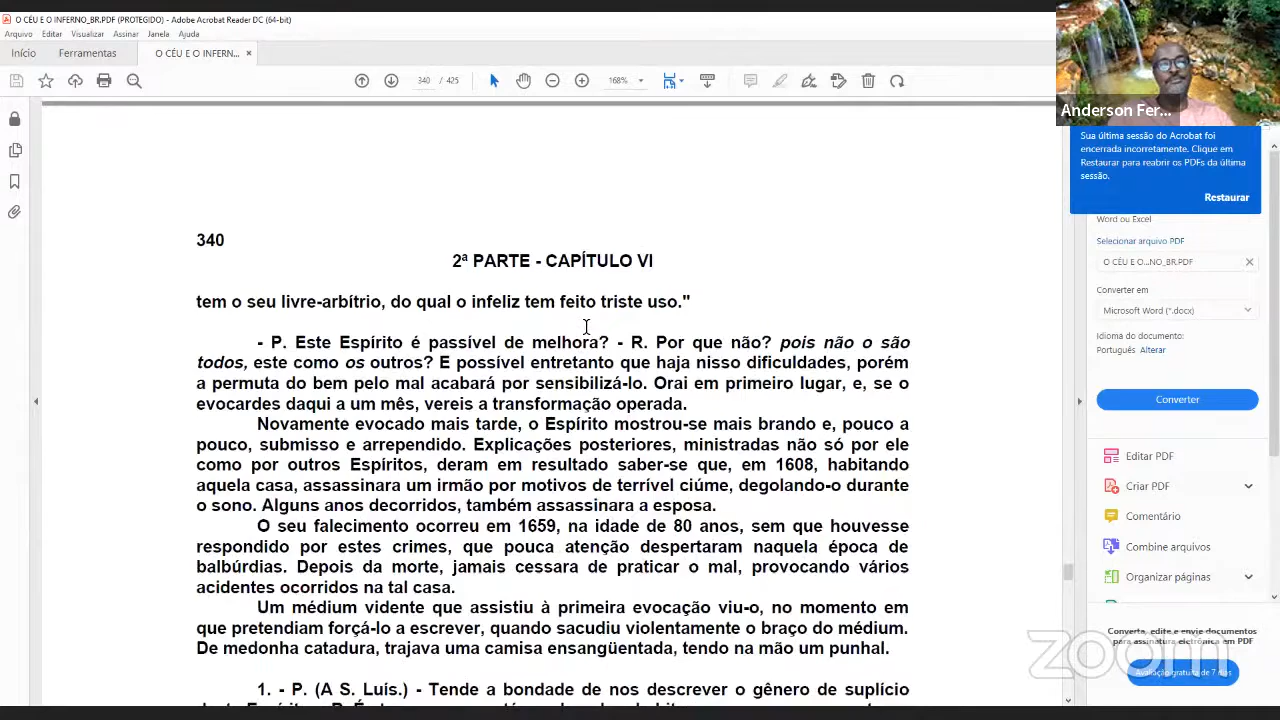 O CÉU E O INFERNO_BR.PDF (PROTEGIDO) - Adobe Acrobat Reader DC (64-bit)
Arquivo Editar Visualizar Assinar Janela Ajuda
Início Ferramentas O CÉU E O INFERN... ×
340 / 425 168%
Anderson Fer...
Sua última sessão do Acrobat foi
encerrada incorretamente. Clique em
Restaurar para reabrir os PDFs da última
sessão.
Restaurar
Word ou Excel
Selecionar arquivo PDF
O CÉU E O...NO_BR.PDF
Converter em
Microsoft Word (*.docx)
Idioma do documento:
Português Alterar
Converter
Editar PDF
Criar PDF
Comentário
Combine arquivos
Organizar páginas
Converta, edite e envie documentos
para assinatura eletrônica em PDF
Avaliação gratuita de 7 dias
zoom
340
2ª PARTE - CAPÍTULO VI
tem o seu livre-arbítrio, do qual o infeliz tem feito triste uso."
- P. Este Espírito é passível de melhora? - R. Por que não? pois não o são
todos, este como os outros? E possível entretanto que haja nisso dificuldades, porém
a permuta do bem pelo mal acabará por sensibilizá-lo. Orai em primeiro lugar, e, se o
evocardes daqui a um mês, vereis a transformação operada.
Novamente evocado mais tarde, o Espírito mostrou-se mais brando e, pouco a
pouco, submisso e arrependido. Explicações posteriores, ministradas não só por ele
como por outros Espíritos, deram em resultado saber-se que, em 1608, habitando
aquela casa, assassinara um irmão por motivos de terrível ciúme, degolando-o durante
o sono. Alguns anos decorridos, também assassinara a esposa.
O seu falecimento ocorreu em 1659, na idade de 80 anos, sem que houvesse
respondido por estes crimes, que pouca atenção despertaram naquela época de
balbúrdias. Depois da morte, jamais cessara de praticar o mal, provocando vários
acidentes ocorridos na tal casa.
Um médium vidente que assistiu à primeira evocação viu-o, no momento em
que pretendiam forçá-lo a escrever, quando sacudiu violentamente o braço do médium.
De medonha catadura, trajava uma camisa ensangüentada, tendo na mão um punhal.
1. - P. (A S. Luís.) - Tende a bondade de nos descrever o gênero de suplício